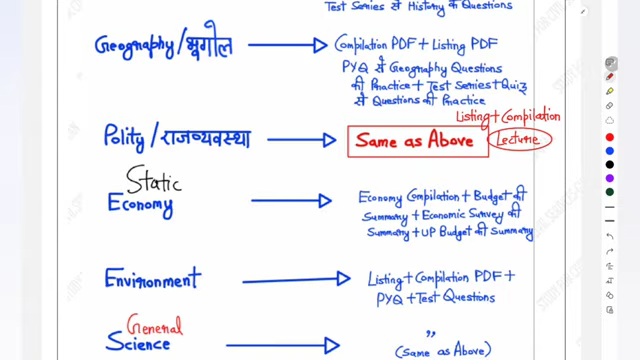 Test Series से History के Questions
Geography/भूगोल
Compilation PDF + Listing PDF
PYQ से Geography Questions
की Practice + Test Series + Quiz
से Questions की Practice
Listing + Compilation
Polity/राजव्यवस्था
Same as Above
Lecture
Static
Economy
Economy Compilation + Budget की
Summary + Economic Survey की
Summary + UP Budget की Summary
Environment
Listing + Compilation PDF +
PYQ + Test Questions
General
Science
"
(Same as Above)